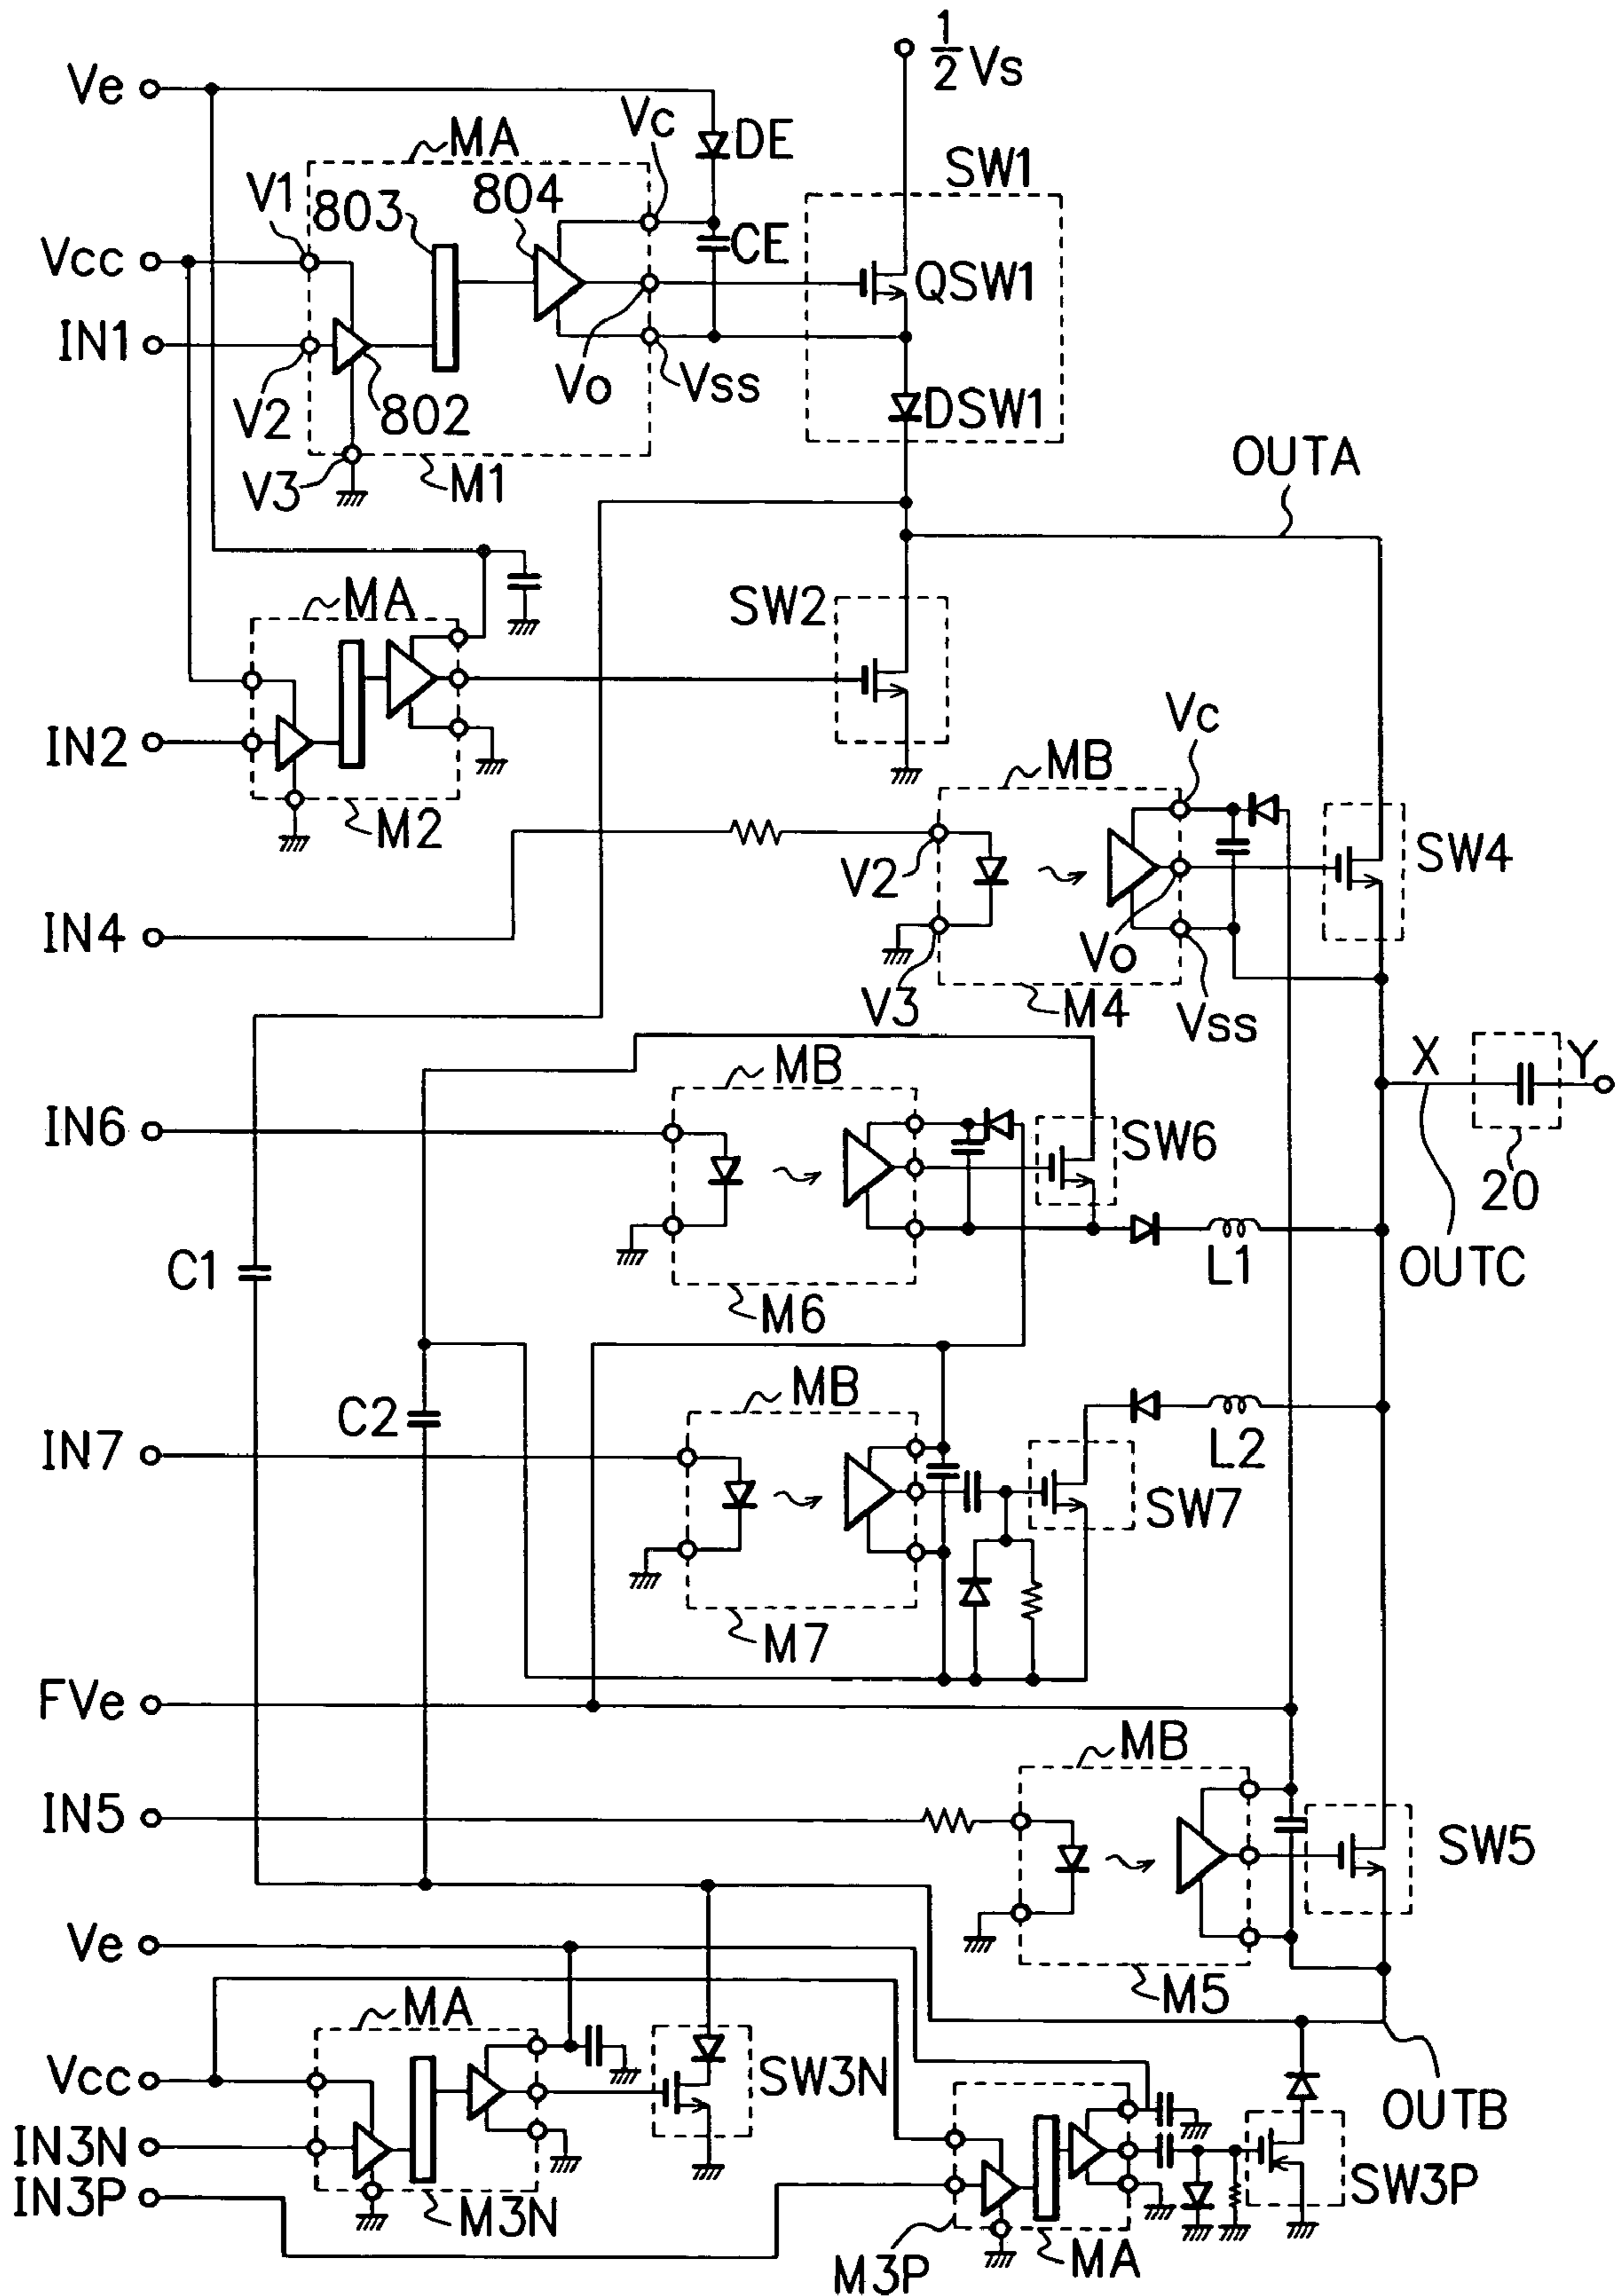 1/2 Vs
Ve
MA
Vc
DE
SW1
V1
803
804
Vcc
CE
QSW1
IN1
V2
802
Vo
Vss
DSW1
V3
M1
OUTA
MA
SW2
IN2
M2
MB
Vc
V2
SW4
IN4
Vo
V3
M4
Vss
MB
X
Y
IN6
SW6
20
C1
L1
OUTC
M6
MB
C2
IN7
L2
SW7
M7
FVe
MB
IN5
SW5
Ve
M5
MA
Vcc
SW3N
OUTB
IN3N
IN3P
M3N
SW3P
M3P
MA